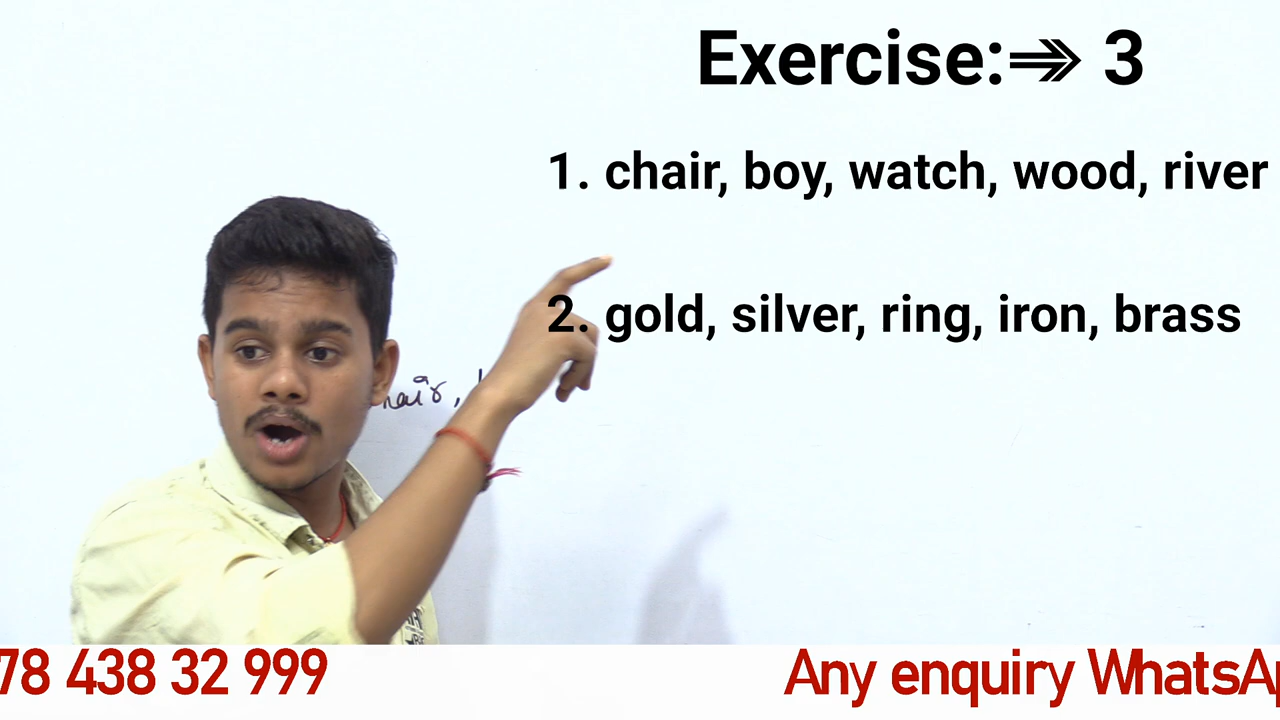 Exercise:⇛ 3
1. chair, boy, watch, wood, river
2. gold, silver, ring, iron, brass
78 438 32 999
Any enquiry